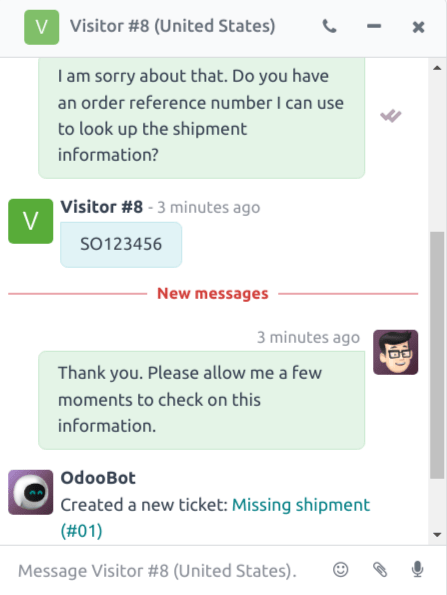 V Visitor #8 (United States)
I am sorry about that. Do you have
an order reference number I can use
to look up the shipment
information?
V Visitor #8 - 3 minutes ago
SO123456
New messages
3 minutes ago
Thank you. Please allow me a few
moments to check on this
information.
OdooBot
Created a new ticket: Missing shipment
(#01)
Message Visitor #8 (United States).